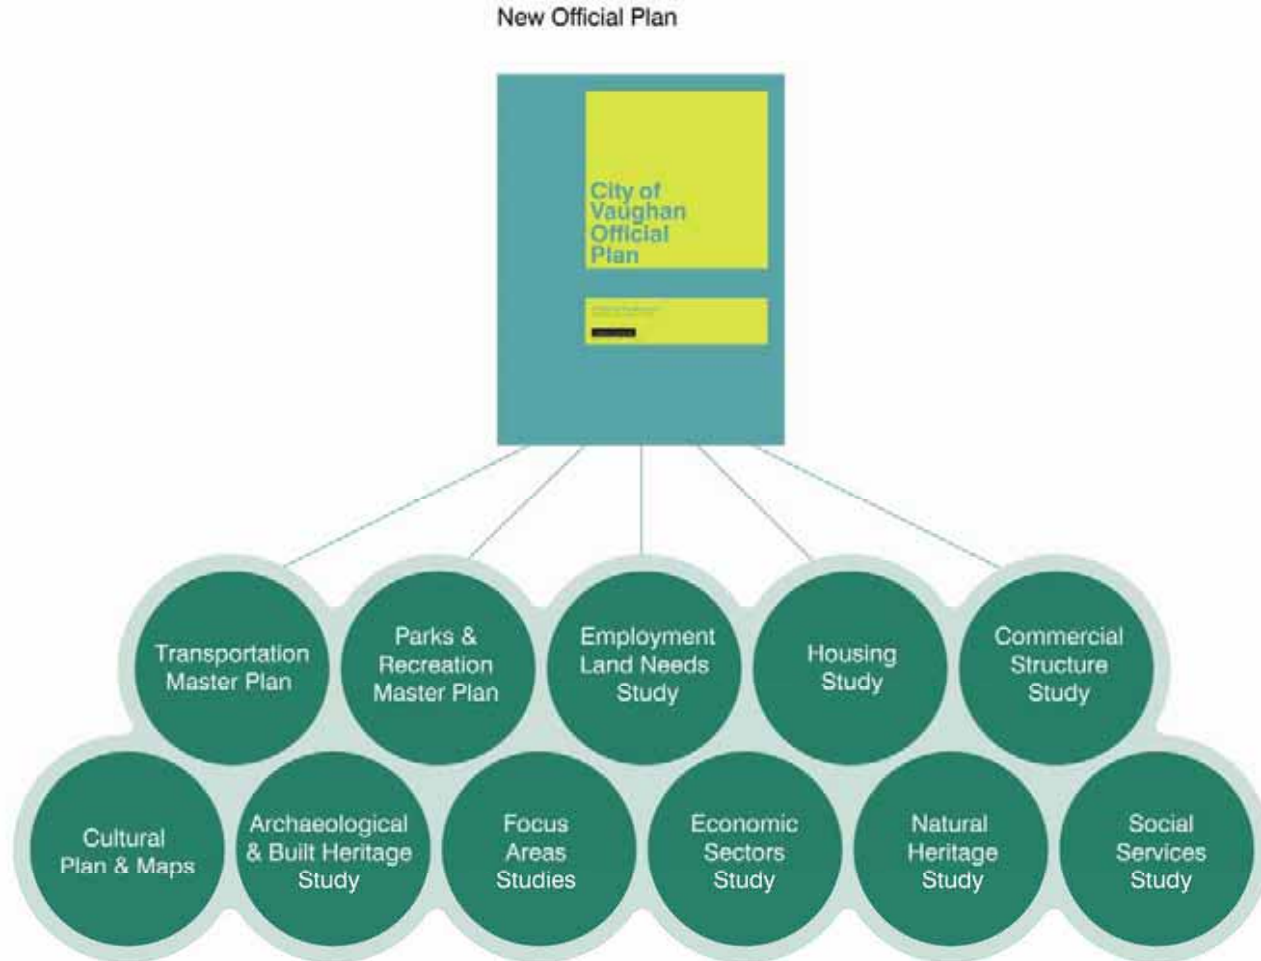 New Official Plan
City of
Vaughan
Official
Plan
Transportation
Master Plan
Parks &
Recreation
Master Plan
Employment
Land Needs
Study
Housing
Study
Commercial
Structure
Study
Cultural
Plan & Maps
Archaeological
& Built Heritage
Study
Focus
Areas
Studies
Economic
Sectors
Study
Natural
Heritage
Study
Social
Services
Study